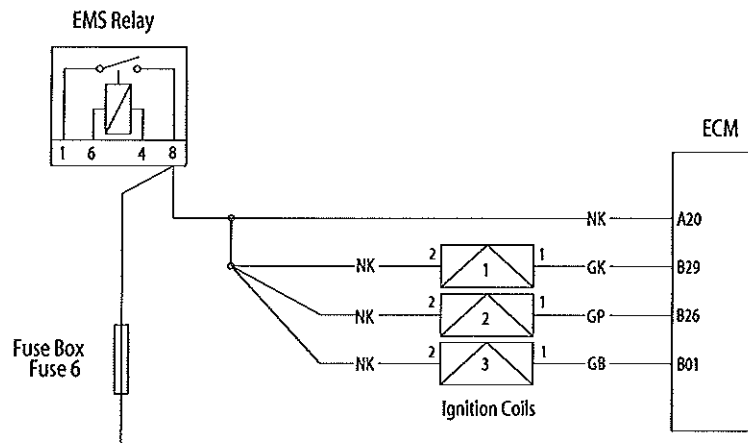 EMS Relay
1 6 4 8
ECM
NK A20
NK 2 1 1 GK B29
NK 2 2 1 GP B26
NK 2 3 1 GB B01
Fuse Box
Fuse 6
Ignition Coils